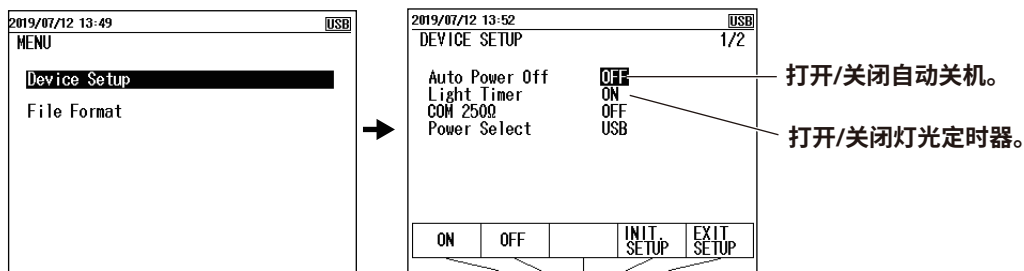 2019/07/12 13:49 USB
MENU
Device Setup
File Format
2019/07/12 13:52 USB
DEVICE SETUP 1/2
Auto Power Off OFF
Light Timer ON
COM 250Ω OFF
Power Select USB
ON OFF INIT. SETUP EXIT SETUP
打开/关闭自动关机。
打开/关闭灯光定时器。